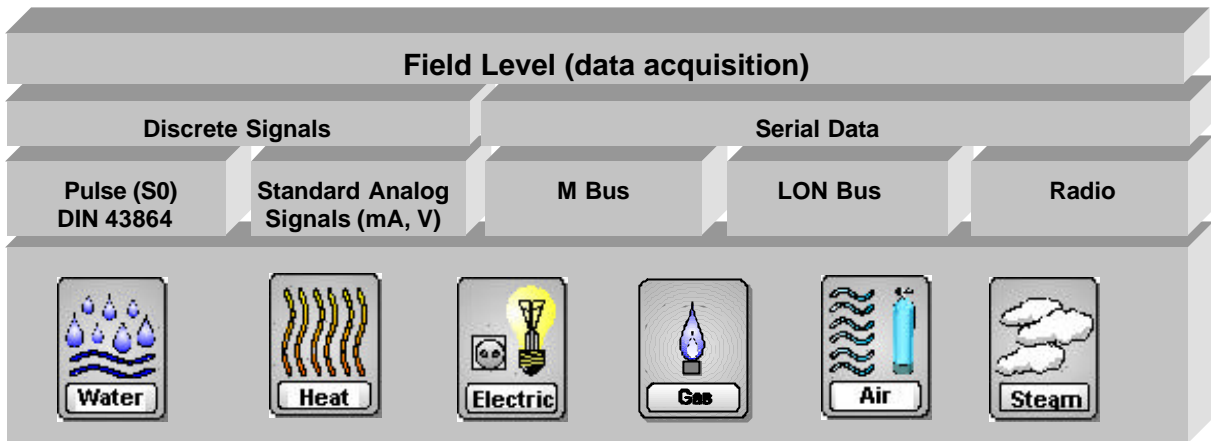 Field Level (data acquisition)
Discrete Signals
Serial Data
Pulse (S0)
DIN 43864
Standard Analog
Signals (mA, V)
M Bus
LON Bus
Radio
Water
Heat
Electric
Gas
Air
Steam